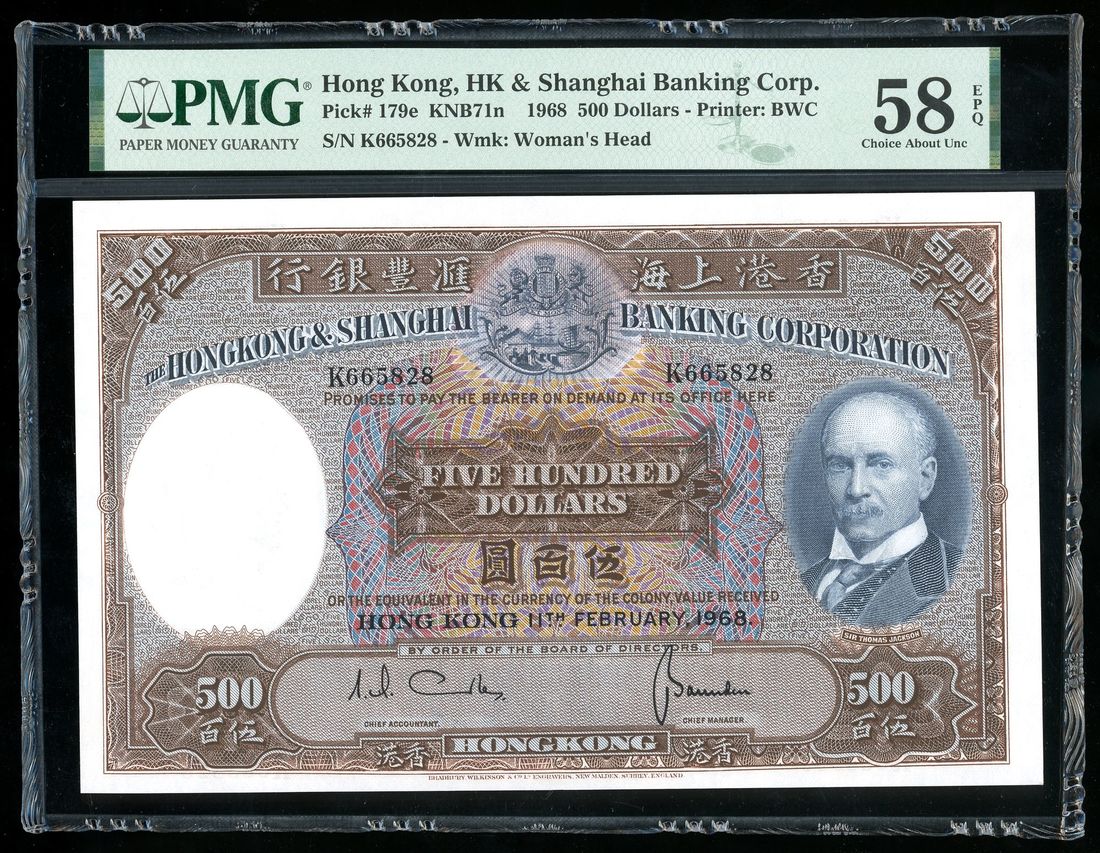 PMG®
PAPER MONEY GUARANTY
Hong Kong, HK & Shanghai Banking Corp.
Pick# 179e KNB71n 1968 500 Dollars - Printer: BWC
S/N K665828 - Wmk: Woman's Head
58 EPQ
Choice About Unc
500
伍百
行銀豐滙 海上港香
500
伍百
THE HONGKONG & SHANGHAI BANKING CORPORATION
K665828 K665828
PROMISES TO PAY THE BEARER ON DEMAND AT ITS OFFICE HERE
FIVE HUNDRED
DOLLARS
圓百伍
OR THE EQUIVALENT IN THE CURRENCY OF THE COLONY, VALUE RECEIVED
HONG KONG 11TH FEBRUARY, 1968.
SIR THOMAS JACKSON
BY ORDER OF THE BOARD OF DIRECTORS.
500 500
百伍 百伍
CHIEF ACCOUNTANT. CHIEF MANAGER.
港香 HONGKONG 港香
BRADBURY, WILKINSON & Co Ld ENGRAVERS, NEW MALDEN, SURREY, ENGLAND